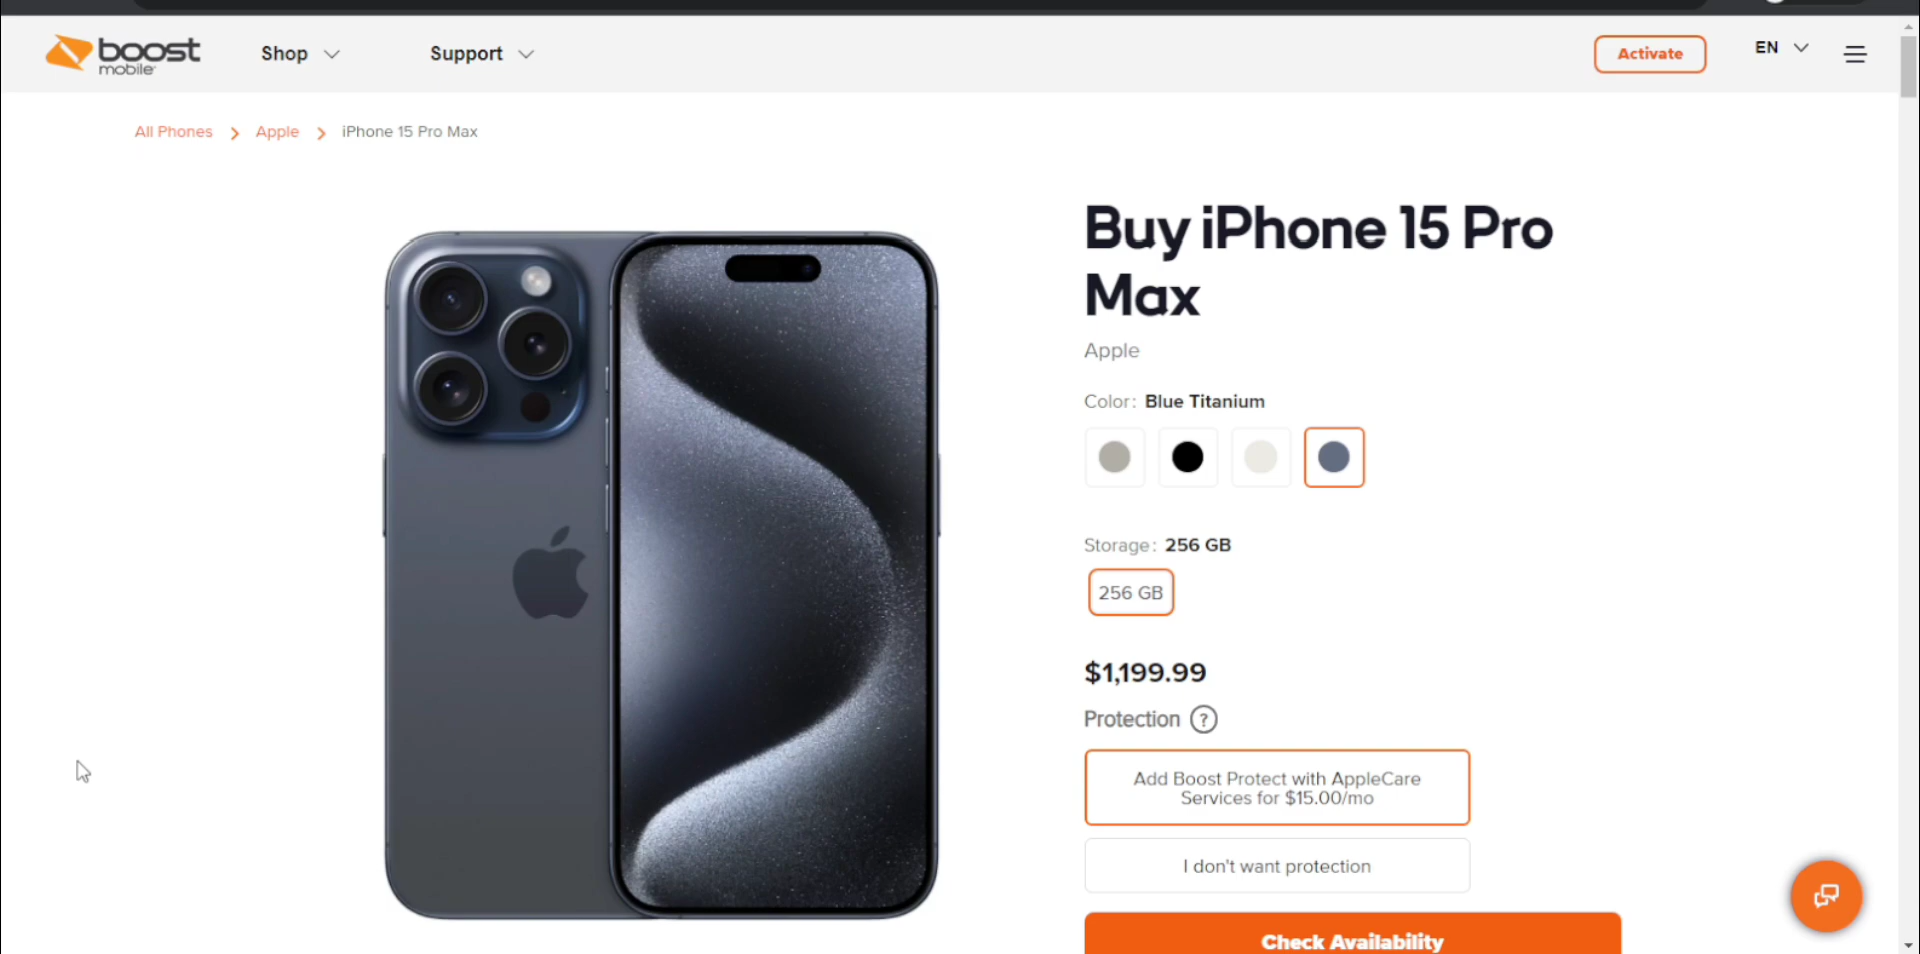 boost
mobile
Shop
Support
Activate
EN
All Phones
Apple
iPhone 15 Pro Max
Buy iPhone 15 Pro
Max
Apple
Color: Blue Titanium
Storage: 256 GB
256 GB
$1,199.99
Protection ?
Add Boost Protect with AppleCare
Services for $15.00/mo
I don't want protection
Check Availability